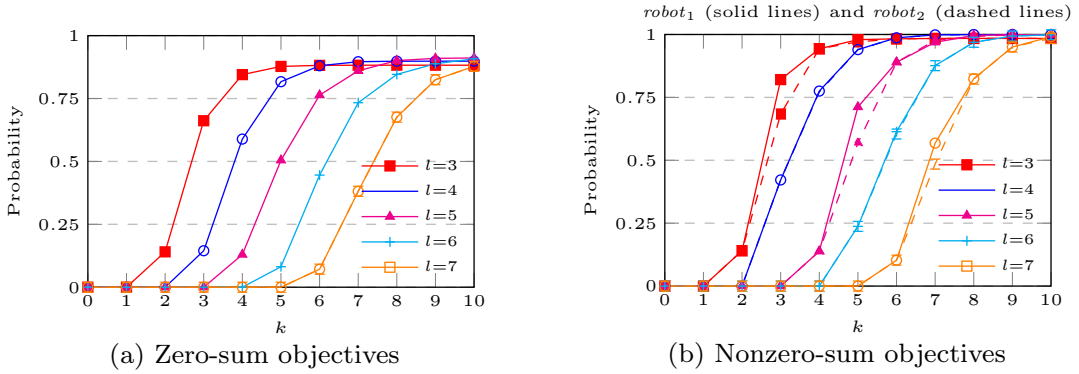 robot₁ (solid lines) and robot₂ (dashed lines)
1
0.75
0.5
0.25
0
Probability
0 1 2 3 4 5 6 7 8 9 10
k
l=3
l=4
l=5
l=6
l=7
(a) Zero-sum objectives
1
0.75
0.5
0.25
0
Probability
0 1 2 3 4 5 6 7 8 9 10
k
l=3
l=4
l=5
l=6
l=7
(b) Nonzero-sum objectives